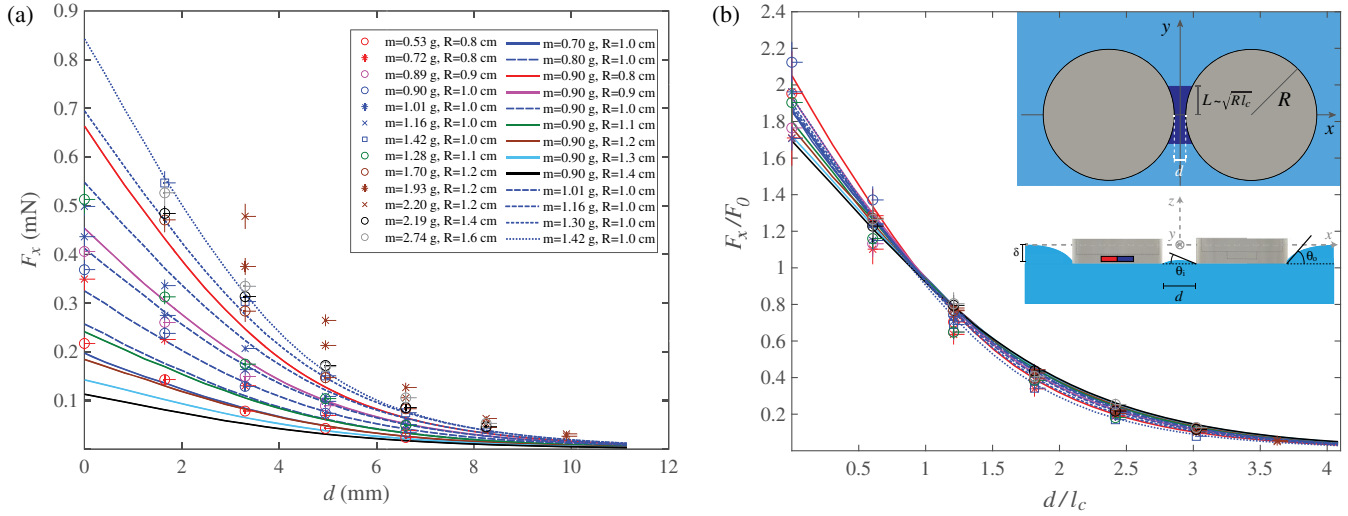 (a)
0.9
0.8
0.7
0.6
0.5
0.4
0.3
0.2
0.1
F_x (mN)
0
2
4
6
8
10
12
d (mm)
m=0.53 g, R=0.8 cm
m=0.72 g, R=0.8 cm
m=0.89 g, R=0.9 cm
m=0.90 g, R=1.0 cm
m=1.01 g, R=1.0 cm
m=1.16 g, R=1.0 cm
m=1.42 g, R=1.0 cm
m=1.28 g, R=1.1 cm
m=1.70 g, R=1.2 cm
m=1.93 g, R=1.2 cm
m=2.20 g, R=1.2 cm
m=2.19 g, R=1.4 cm
m=2.74 g, R=1.6 cm
m=0.70 g, R=1.0 cm
m=0.80 g, R=1.0 cm
m=0.90 g, R=0.8 cm
m=0.90 g, R=0.9 cm
m=0.90 g, R=1.0 cm
m=0.90 g, R=1.1 cm
m=0.90 g, R=1.2 cm
m=0.90 g, R=1.3 cm
m=0.90 g, R=1.4 cm
m=1.01 g, R=1.0 cm
m=1.16 g, R=1.0 cm
m=1.30 g, R=1.0 cm
m=1.42 g, R=1.0 cm
(b)
2.4
2.2
2.0
1.8
1.6
1.4
1.2
1.0
0.8
0.6
0.4
0.2
F_x/F_0
0.5
1
1.5
2
2.5
3
3.5
4
d/l_c
y
L~√Rl_c
R
x
d
z
y
x
δ
θ_i
θ_o
d